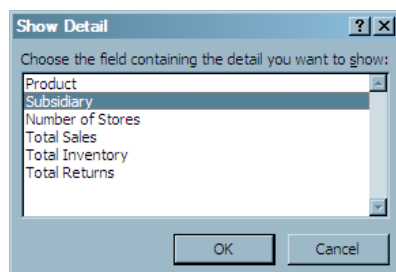 Show Detail
Choose the field containing the detail you want to show:
Product
Subsidiary
Number of Stores
Total Sales
Total Inventory
Total Returns
OK Cancel